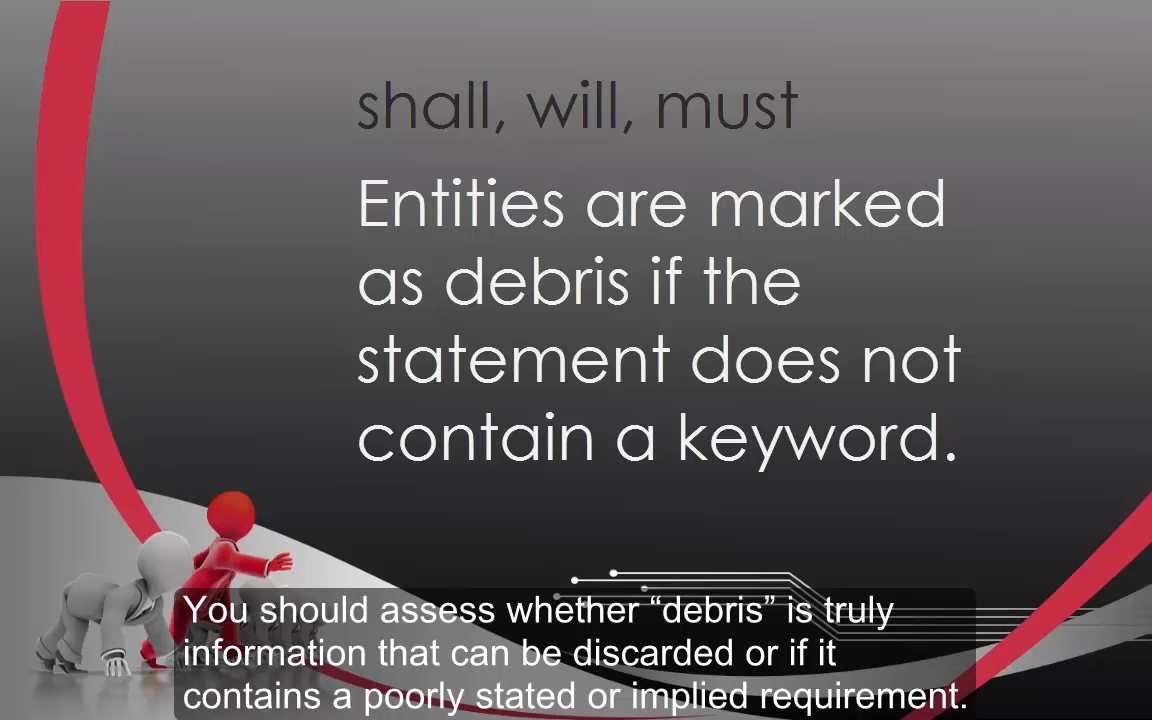 shall, will, must
Entities are marked
as debris if the
statement does not
contain a keyword.
You should assess whether “debris” is truly
information that can be discarded or if it
contains a poorly stated or implied requirement.